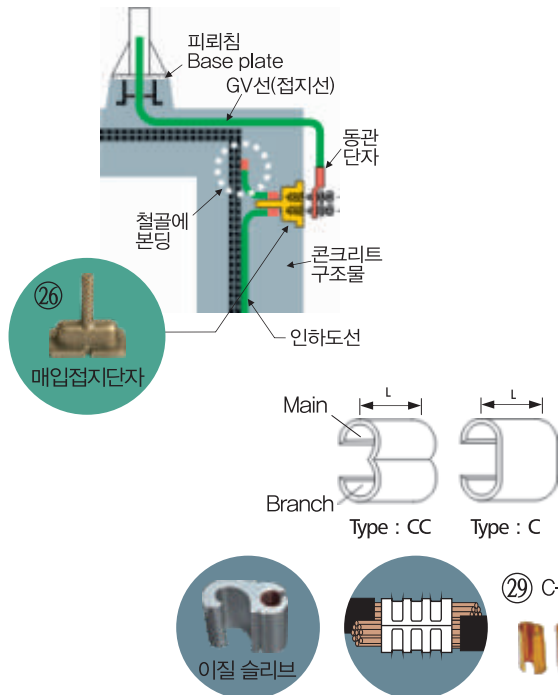 피뢰침
Base plate
GV선(접지선)
동관
단자
철골에
본딩
콘크리트
구조물
㉖
매입접지단자
인하도선
L
L
Main
Branch
Type : CC
Type : C
이질 슬리브
㉙ C-